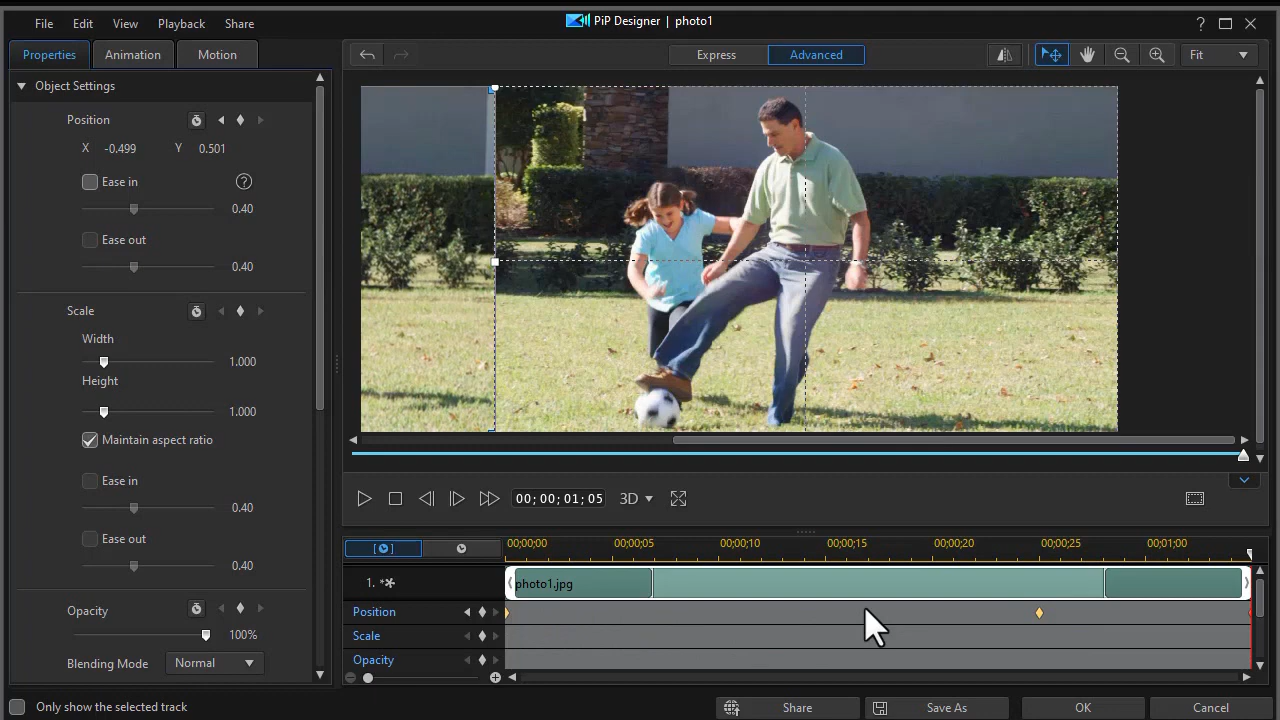 File Edit View Playback Share
PiP Designer | photo1
?
Properties Animation Motion
Express Advanced
Fit
Object Settings
Position
X -0.499 Y 0.501
Ease in ?
0.40
Ease out
0.40
Scale
Width
1.000
Height
1.000
Maintain aspect ratio
Ease in
0.40
Ease out
0.40
Opacity
100%
Blending Mode Normal
00; 00; 01; 05
3D
00;00;00 00;00;05 00;00;10 00;00;15 00;00;20 00;00;25 00;01;00
1. photo1.jpg
Position
Scale
Opacity
Only show the selected track
Share Save As OK Cancel